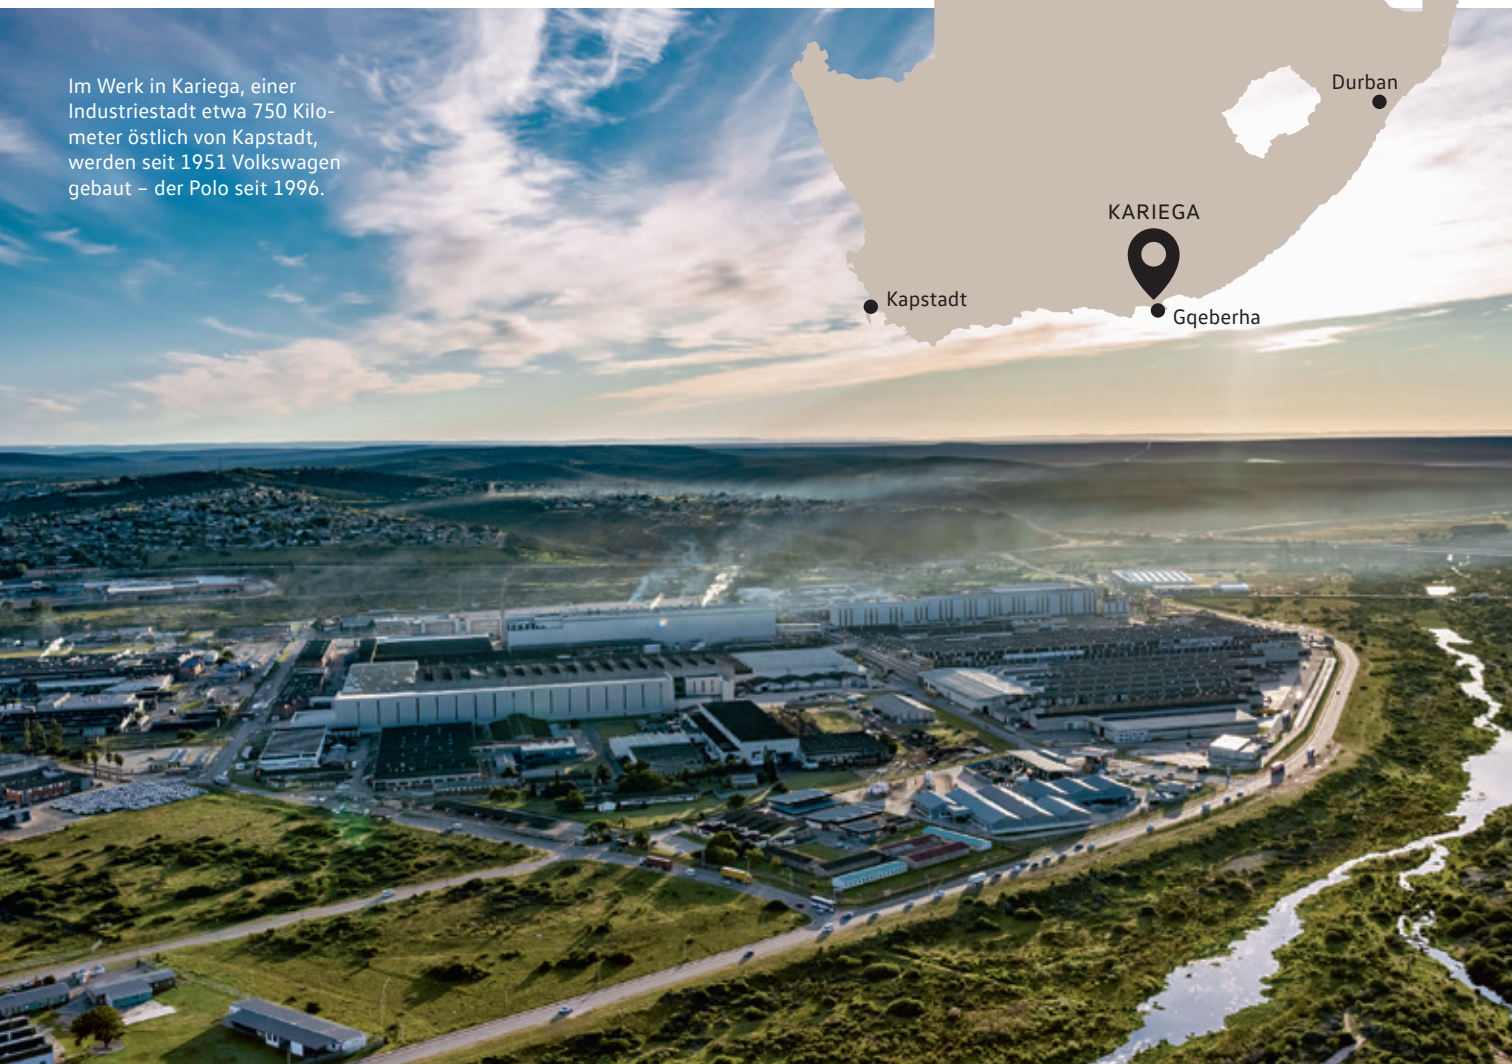 Im Werk in Kariega, einer
Industriestadt etwa 750 Kilo-
meter östlich von Kapstadt,
werden seit 1951 Volkswagen
gebaut – der Polo seit 1996.
Durban
KARIEGA
Kapstadt
Gqeberha